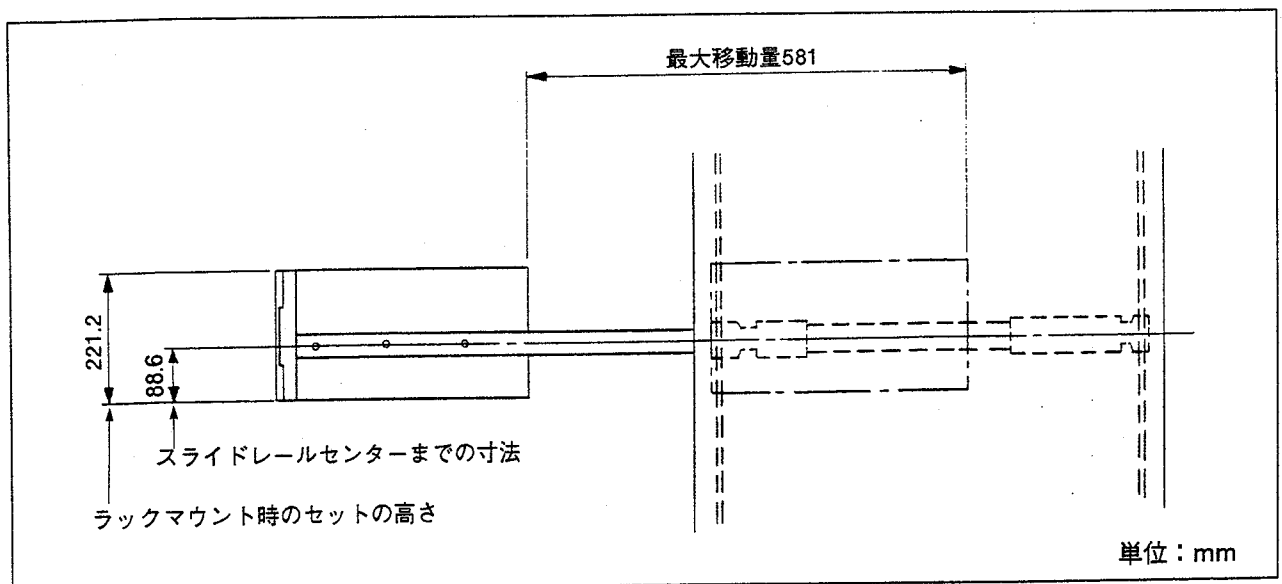 最大移動量581
221.2
88.6
スライドレールセンターまでの寸法
ラックマウント時のセットの高さ
単位：mm